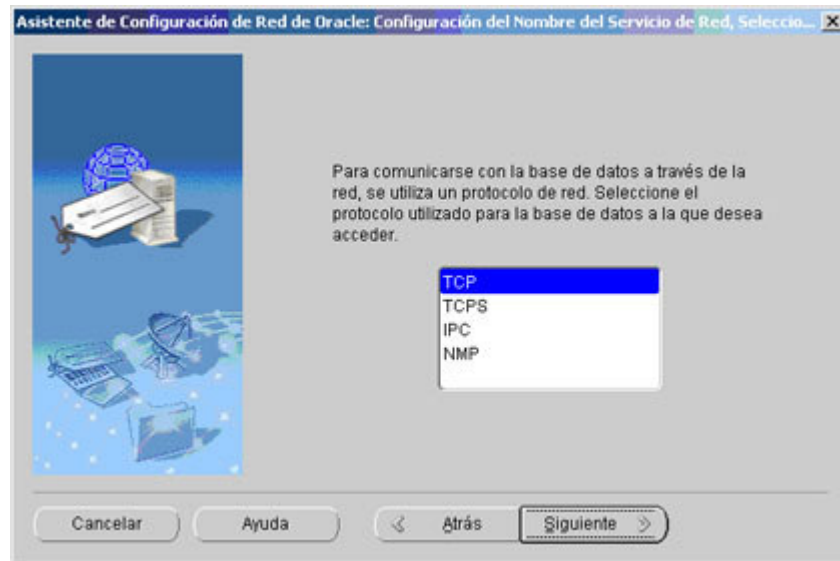 Asistente de Configuración de Red de Oracle: Configuración del Nombre del Servicio de Red, Seleccio...
Para comunicarse con la base de datos a través de la
red, se utiliza un protocolo de red. Seleccione el
protocolo utilizado para la base de datos a la que desea
acceder.
TCP
TCPS
IPC
NMP
Cancelar
Ayuda
Atrás
Siguiente